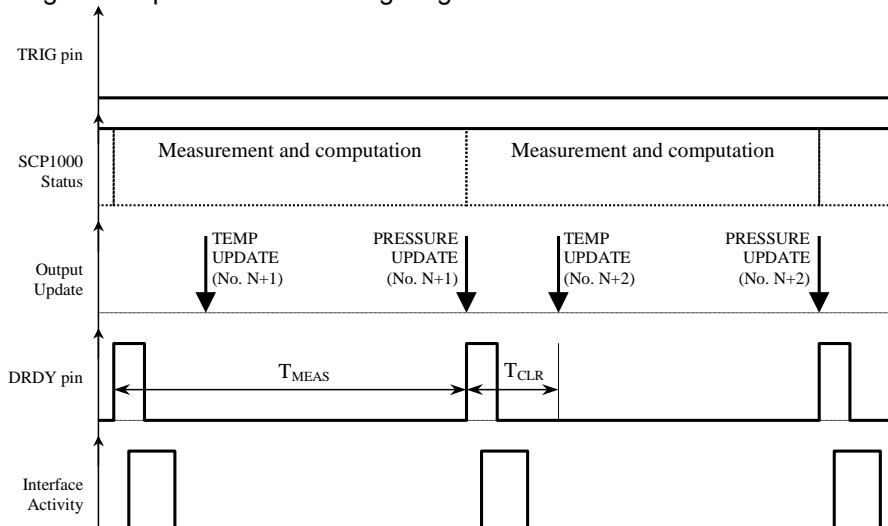 TRIG pin
SCP1000
Status
Measurement and computation
Measurement and computation
Output
Update
TEMP
UPDATE
(No. N+1)
PRESSURE
UPDATE
(No. N+1)
TEMP
UPDATE
(No. N+2)
PRESSURE
UPDATE
(No. N+2)
DRDY pin
TMEAS
TCLR
Interface
Activity